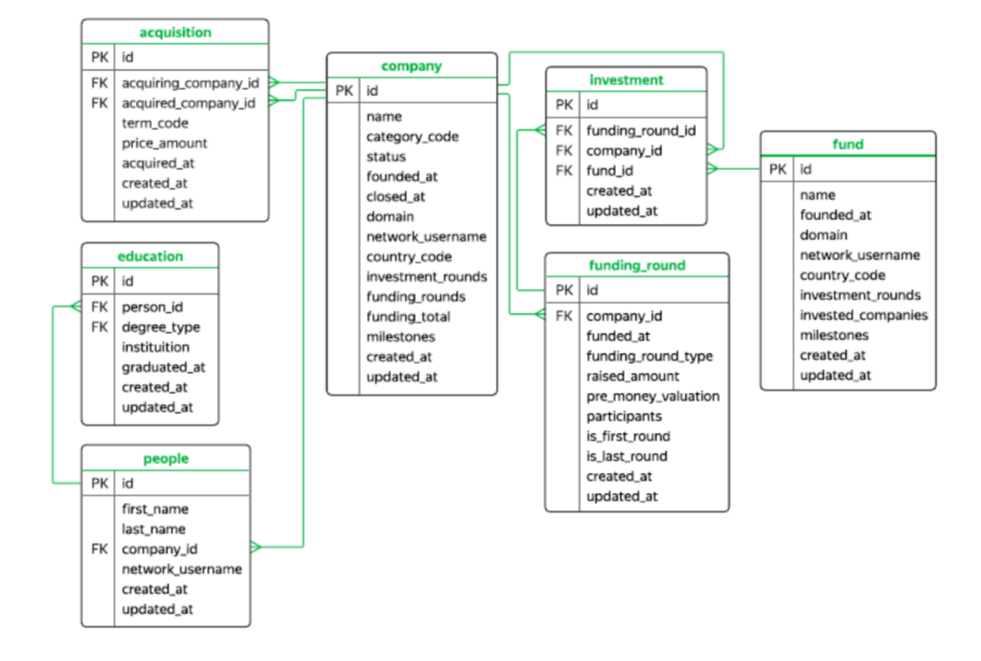 acquisition
PK id
FK acquiring_company_id
FK acquired_company_id
term_code
price_amount
acquired_at
created_at
updated_at
education
PK id
FK person_id
FK degree_type
instituition
graduated_at
created_at
updated_at
people
PK id
first_name
last_name
FK company_id
network_username
created_at
updated_at
company
PK id
name
category_code
status
founded_at
closed_at
domain
network_username
country_code
investment_rounds
funding_rounds
funding_total
milestones
created_at
updated_at
investment
PK id
FK funding_round_id
FK company_id
FK fund_id
created_at
updated_at
funding_round
PK id
FK company_id
funded_at
funding_round_type
raised_amount
pre_money_valuation
participants
is_first_round
is_last_round
created_at
updated_at
fund
PK id
name
founded_at
domain
network_username
country_code
investment_rounds
invested_companies
milestones
created_at
updated_at